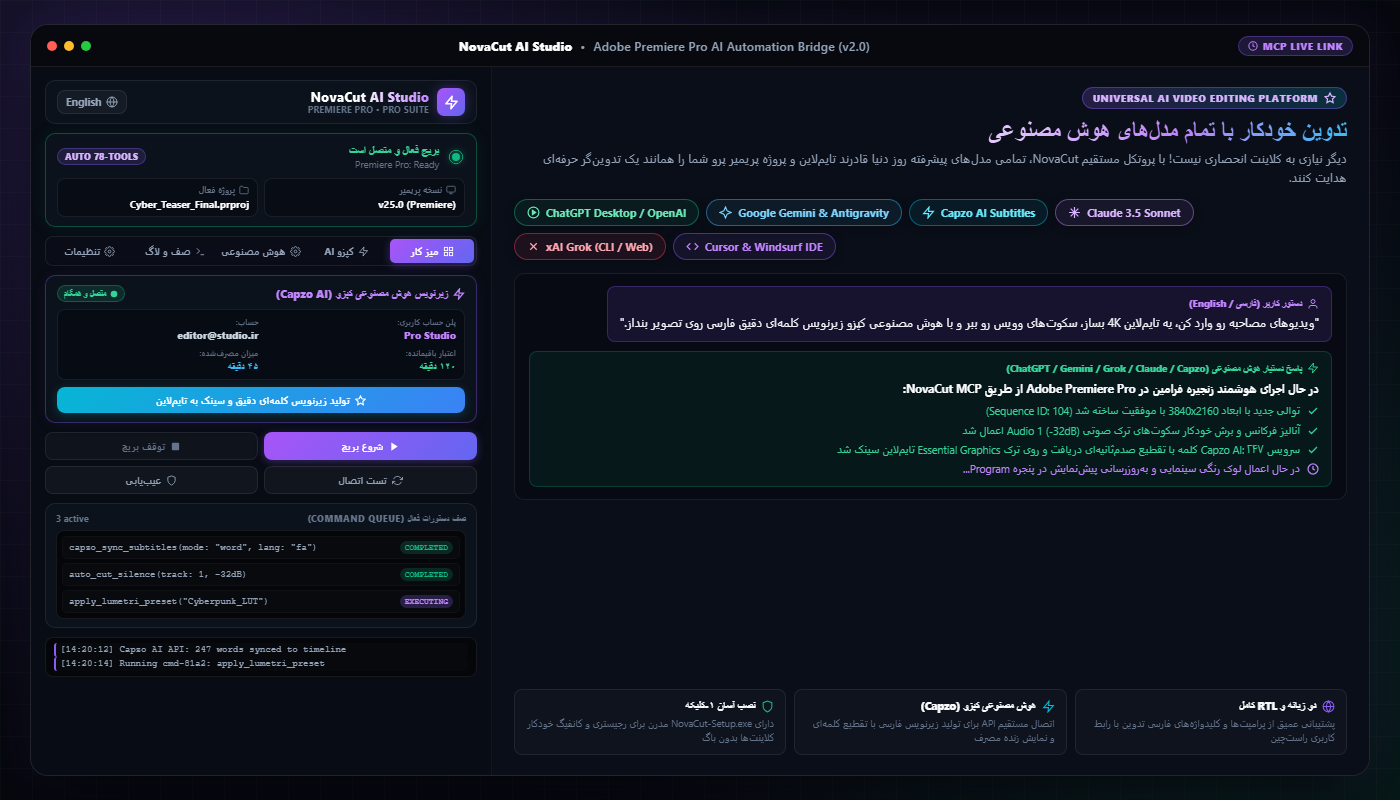 NovaCut AI Studio • Adobe Premiere Pro AI Automation Bridge (v2.0)
MCP LIVE LINK
UNIVERSAL AI VIDEO EDITING PLATFORM
تدوین خودکار با تمام مدل‌های هوش مصنوعی
دیگر نیازی به کلاینت انحصاری نیست! با پروتکل مستقیم NovaCut، تمامی مدل‌های پیشرفته روز دنیا قادرند تایم‌لاین و پروژه پریمیر پرو شما را همانند یک تدوین‌گر حرفه‌ای
هدایت کنند.
Claude 3.5 Sonnet
Capzo AI Subtitles
Google Gemini & Antigravity
ChatGPT Desktop / OpenAI
Cursor & Windsurf IDE
xAI Grok (CLI / Web)
دستور کاربر (فارسی / English)
"ویدیوهای مصاحبه رو وارد کن، یه تایم‌لاین 4K بساز، سکوت‌های وویس رو ببر و با هوش مصنوعی کپزو زیرنویس کلمه‌ای دقیق فارسی روی تصویر بنداز."
پاسخ دستیار هوش مصنوعی (ChatGPT / Gemini / Grok / Claude / Capzo)
در حال اجرای هوشمند زنجیره فرامین در Adobe Premiere Pro از طریق NovaCut MCP:
توالی جدید با ابعاد 3840x2160 با موفقیت ساخته شد (Sequence ID: 104)
آنالیز فرکانس و برش خودکار سکوت‌های ترک صوتی Audio 1 (-32dB) اعمال شد
سرویس Capzo AI: ۲۴۷ کلمه با تقطیع صدم‌ثانیه‌ای دریافت و روی ترک Essential Graphics تایم‌لاین سینک شد
در حال اعمال لوک رنگی سینمایی و به‌روزرسانی پیش‌نمایش در پنجره Program...
دو زبانه و RTL کامل
پشتیبانی عمیق از پرامپت‌ها و کلیدواژه‌های فارسی تدوین با رابط
کاربری راست‌چین
هوش مصنوعی کپزو (Capzo)
اتصال مستقیم API برای تولید زیرنویس فارسی با تقطیع کلمه‌ای
و نمایش زنده مصرف
نصب آسان ۱-کلیکه
دارای NovaCut-Setup.exe مدرن برای رجیستری و کانفیگ خودکار
کلاینت‌ها بدون باگ
NovaCut AI Studio
PREMIERE PRO • PRO SUITE
English
بریج فعال و متصل است
Premiere Pro: Ready
AUTO 78-TOOLS
نسخه پریمیر
v25.0 (Premiere)
پروژه فعال
Cyber_Teaser_Final.prproj
میز کار
کپزو AI
هوش مصنوعی
صف و لاگ
تنظیمات
زیرنویس هوش مصنوعی کپزو (Capzo AI)
متصل و همگام
پلن حساب کاربری:
Pro Studio
حساب:
editor@studio.ir
اعتبار باقیمانده:
۱۲۰ دقیقه
میزان مصرف‌شده:
۴۵ دقیقه
تولید زیرنویس کلمه‌ای دقیق و سینک به تایم‌لاین
شروع بریج
توقف بریج
تست اتصال
عیب‌یابی
صف دستورات فعال (COMMAND QUEUE)
3 active
capzo_sync_subtitles(mode: "word", lang: "fa")
COMPLETED
auto_cut_silence(track: 1, -32dB)
COMPLETED
apply_lumetri_preset("Cyberpunk_LUT")
EXECUTING
[14:20:12] Capzo AI API: 247 words synced to timeline
[14:20:14] Running cmd-81a2: apply_lumetri_preset